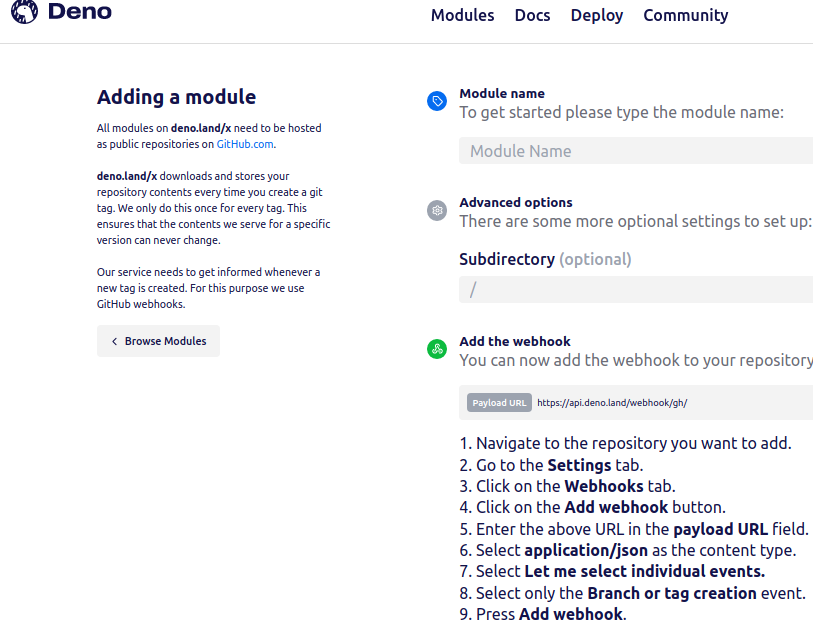 Deno
Modules Docs Deploy Community
Adding a module
All modules on deno.land/x need to be hosted
as public repositories on GitHub.com.
deno.land/x downloads and stores your
repository contents every time you create a git
tag. We only do this once for every tag. This
ensures that the contents we serve for a specific
version can never change.
Our service needs to get informed whenever a
new tag is created. For this purpose we use
GitHub webhooks.
Browse Modules
Module name
To get started please type the module name:
Module Name
Advanced options
There are some more optional settings to set up:
Subdirectory (optional)
/
Add the webhook
You can now add the webhook to your repository
Payload URL https://api.deno.land/webhook/gh/
1. Navigate to the repository you want to add.
2. Go to the Settings tab.
3. Click on the Webhooks tab.
4. Click on the Add webhook button.
5. Enter the above URL in the payload URL field.
6. Select application/json as the content type.
7. Select Let me select individual events.
8. Select only the Branch or tag creation event.
9. Press Add webhook.